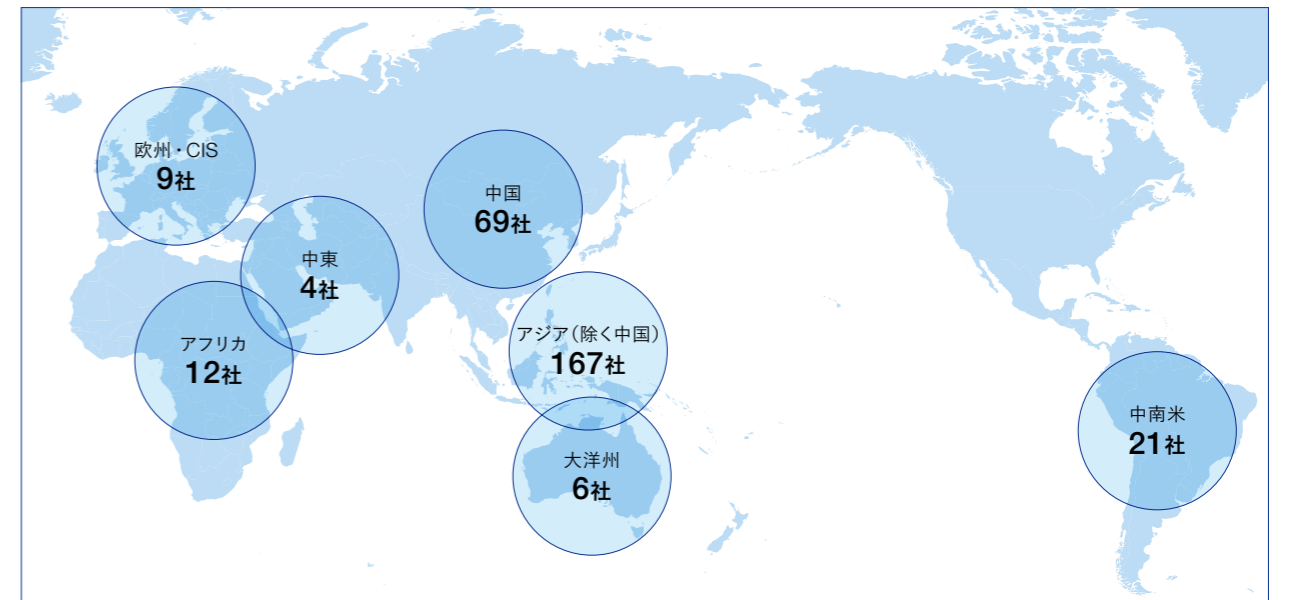 欧州・CIS
9社
中国
69社
中東
4社
アジア（除く中国）
167社
アフリカ
12社
大洋州
6社
中南米
21社